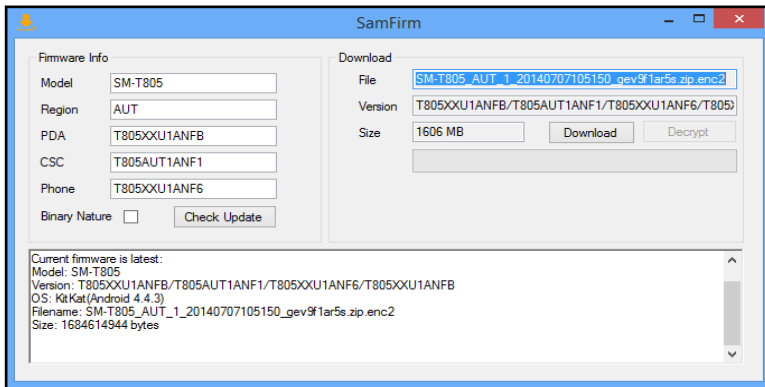 SamFirm
Firmware Info
Model SM-T805
Region AUT
PDA T805XXU1ANFB
CSC T805AUT1ANF1
Phone T805XXU1ANF6
Binary Nature Check Update
Download
File SM-T805_AUT_1_20140707105150_gev9f1ar5s.zip.enc2
Version T805XXU1ANFB/T805AUT1ANF1/T805XXU1ANF6/T805
Size 1606 MB Download Decrypt
Current firmware is latest:
Model: SM-T805
Version: T805XXU1ANFB/T805AUT1ANF1/T805XXU1ANF6/T805XXU1ANFB
OS: KitKat(Android 4.4.3)
Filename: SM-T805_AUT_1_20140707105150_gev9f1ar5s.zip.enc2
Size: 1684614944 bytes